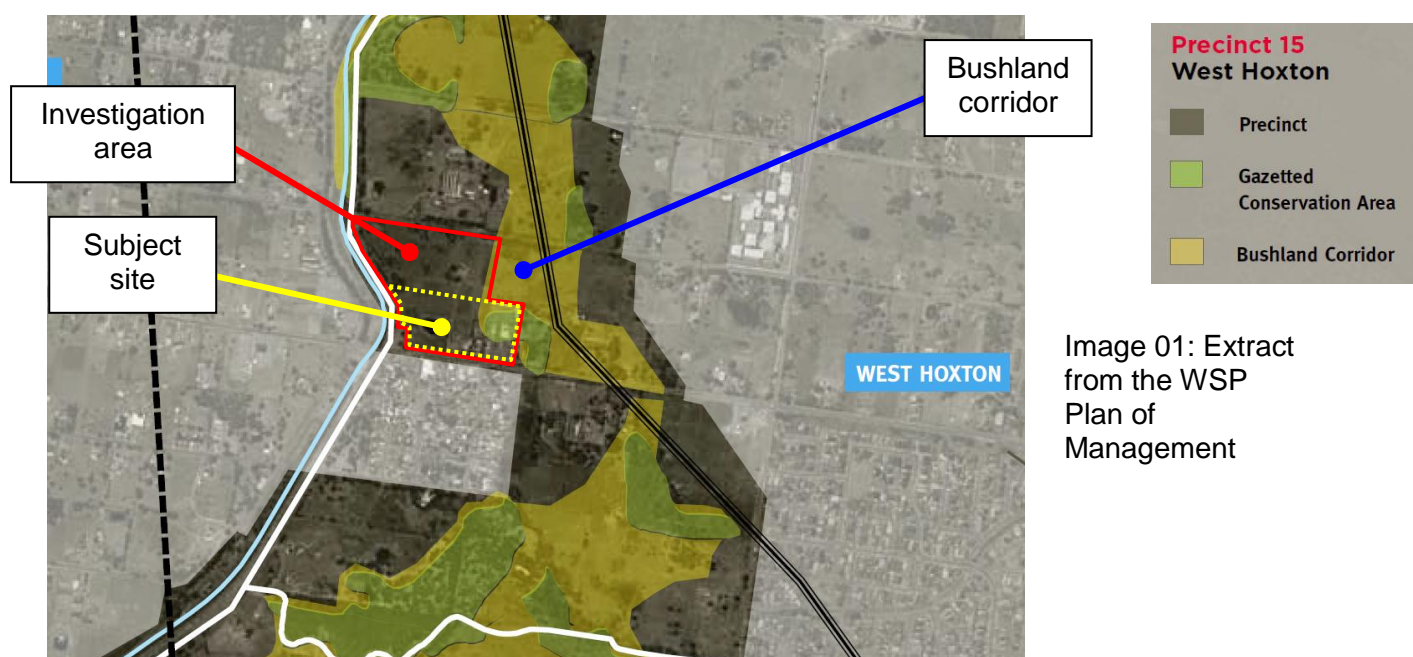 Investigation
area
Subject
site
Bushland
corridor
WEST HOXTON
Precinct 15
West Hoxton
Precinct
Gazetted
Conservation Area
Bushland Corridor
Image 01: Extract
from the WSP
Plan of
Management